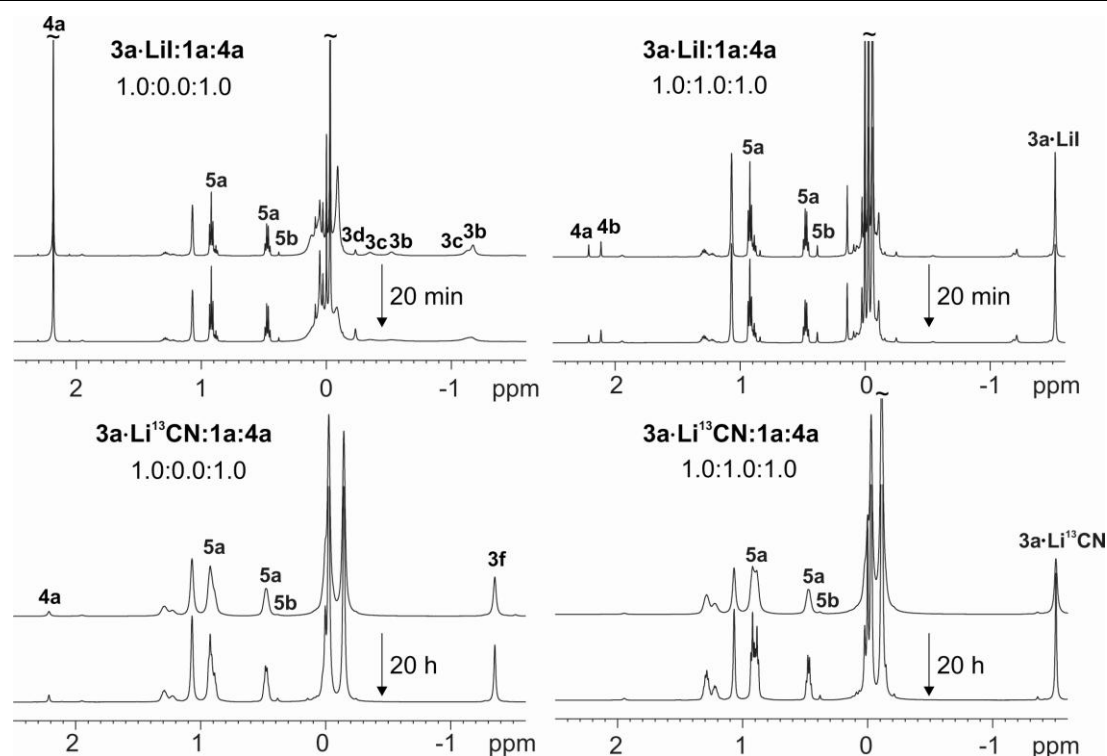 4a
~
3a·LiI:1a:4a
1.0:0.0:1.0
~
5a
5a
5b
3d
3c
3b
3c
3b
20 min
2
1
0
-1
ppm
~
3a·LiI:1a:4a
1.0:1.0:1.0
3a·LiI
5a
4a
4b
5a
5b
20 min
2
1
0
-1
ppm
3a·Li¹³CN:1a:4a
1.0:0.0:1.0
5a
5a
5b
4a
3f
20 h
2
1
0
-1
ppm
~
3a·Li¹³CN:1a:4a
1.0:1.0:1.0
3a·Li¹³CN
5a
5a
5b
20 h
2
1
0
-1
ppm